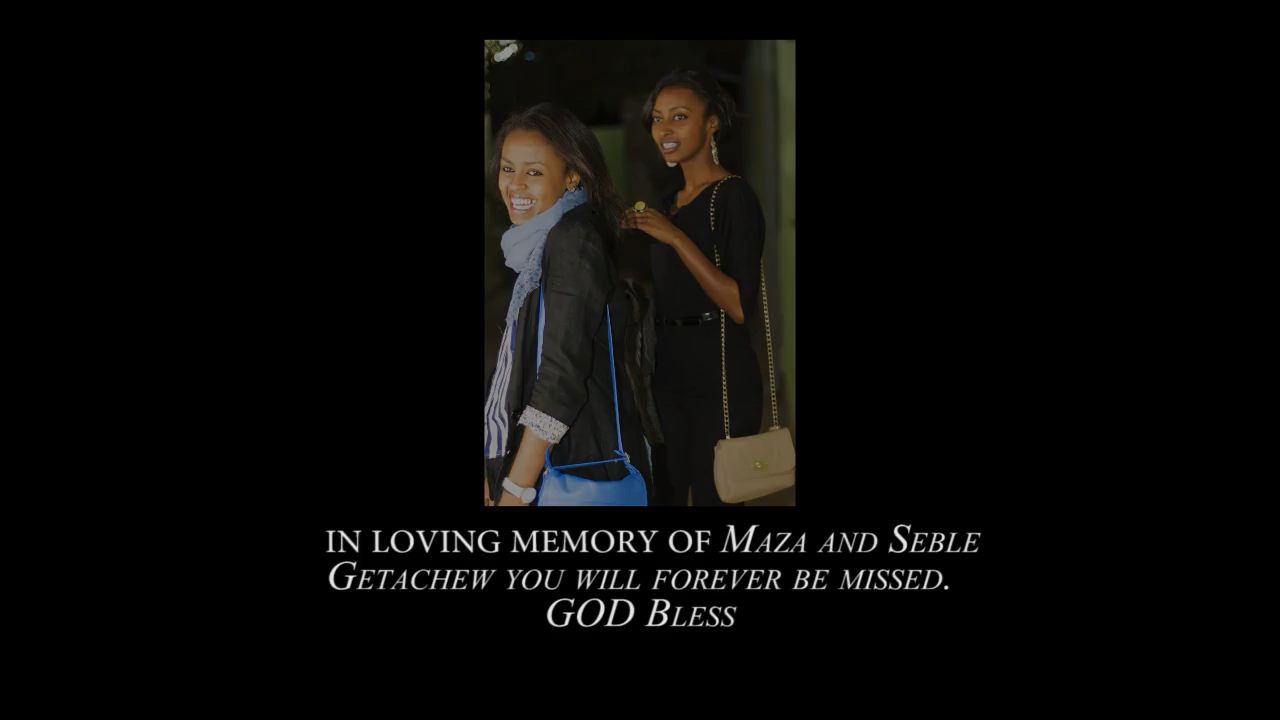 IN LOVING MEMORY OF MAZA AND SEBLE
GETACHEW YOU WILL FOREVER BE MISSED.
GOD BLESS